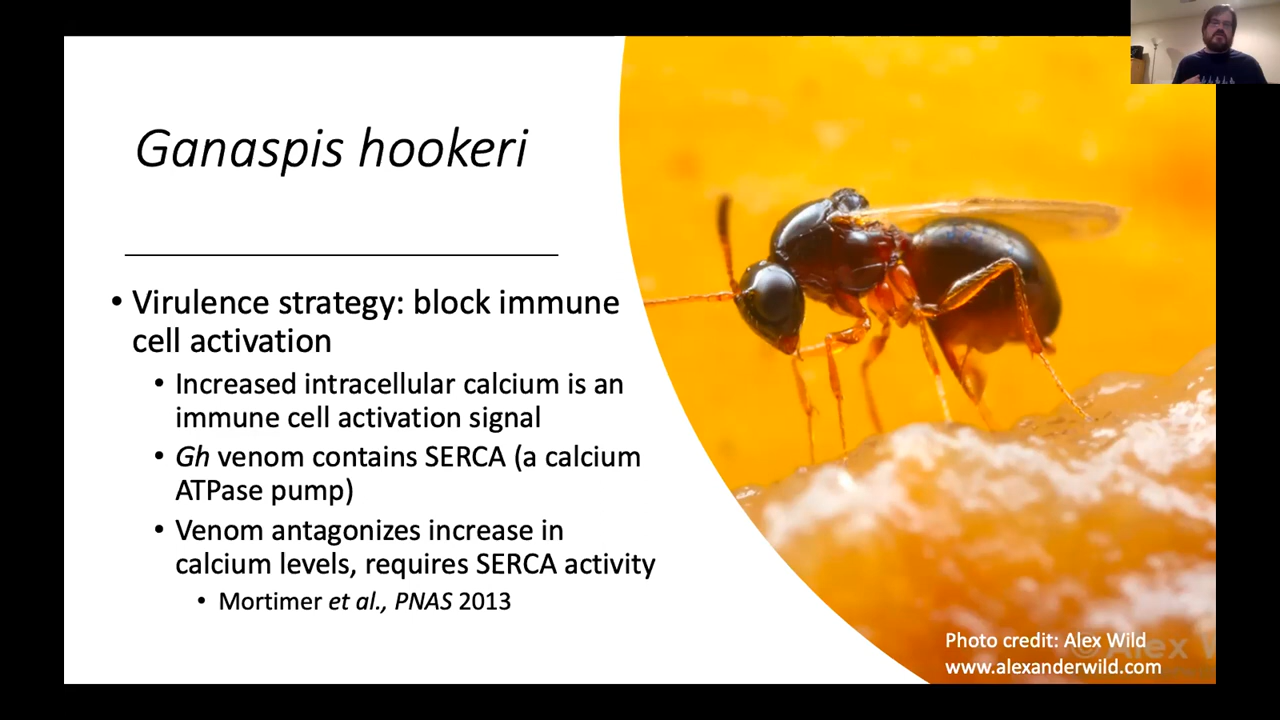 Ganaspis hookeri
• Virulence strategy: block immune
cell activation
• Increased intracellular calcium is an
immune cell activation signal
• Gh venom contains SERCA (a calcium
ATPase pump)
• Venom antagonizes increase in
calcium levels, requires SERCA activity
• Mortimer et al., PNAS 2013
Photo credit: Alex Wild
www.alexanderwild.com